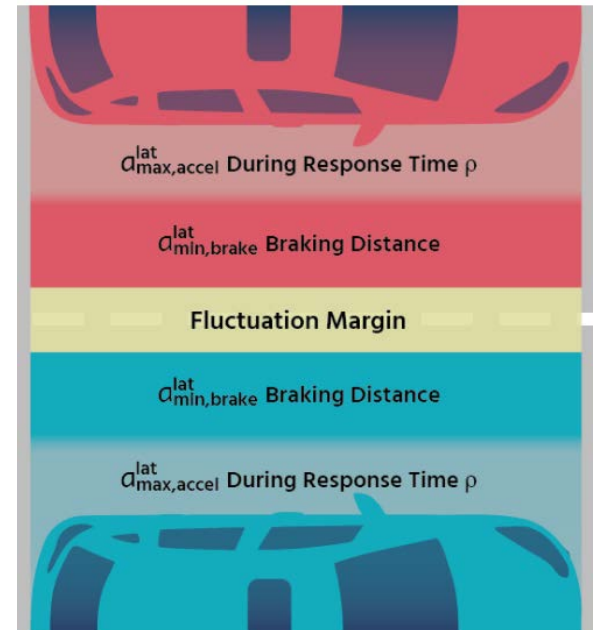 a^lat_max,accel During Response Time ρ
a^lat_min,brake Braking Distance
Fluctuation Margin
a^lat_min,brake Braking Distance
a^lat_max,accel During Response Time ρ